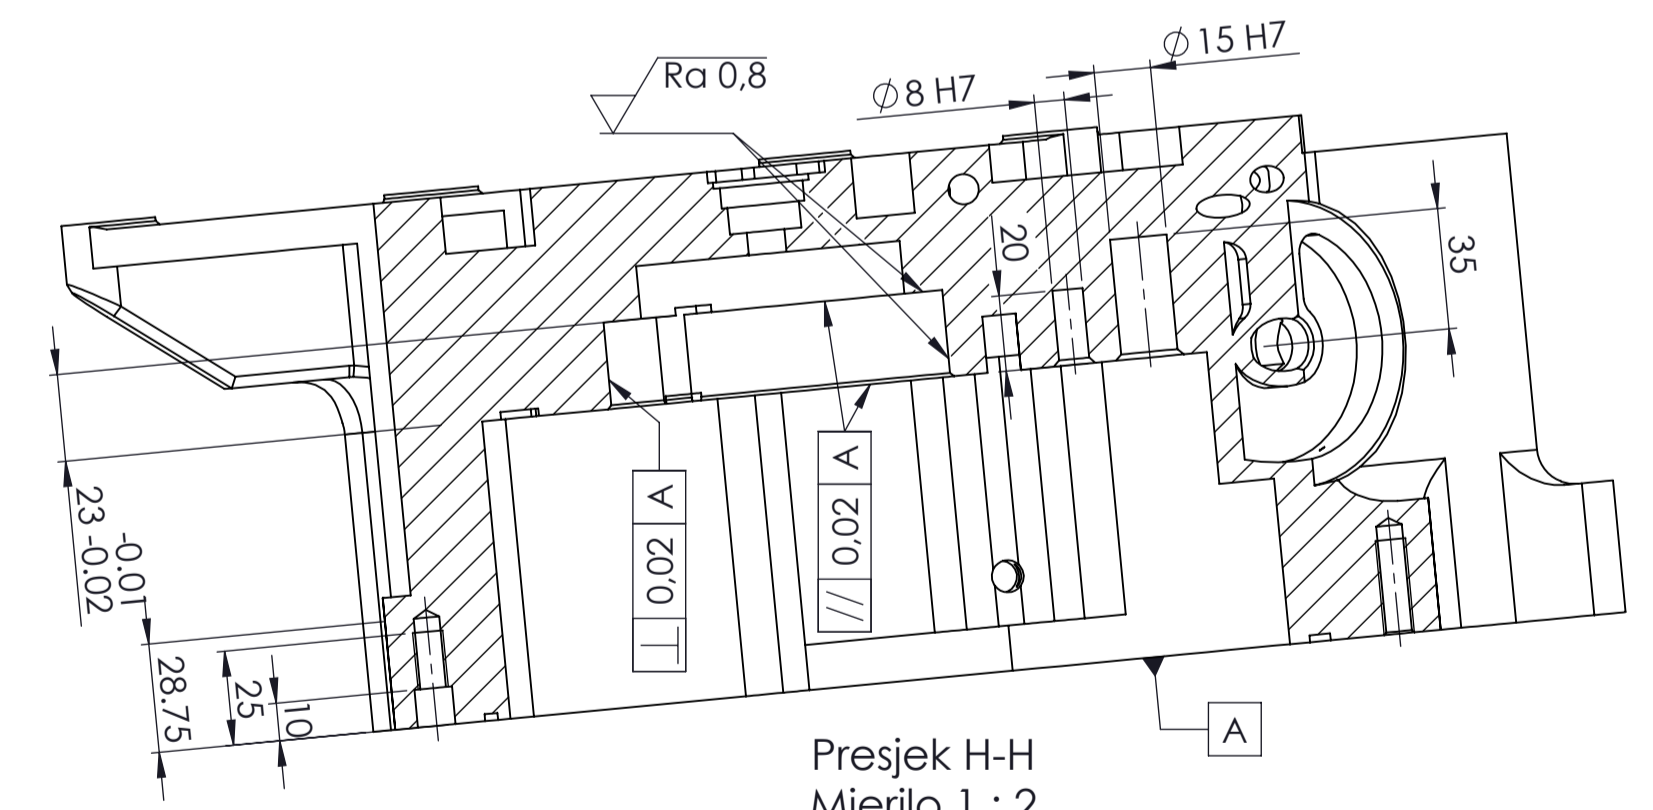 ⌀15 H7
Ra 0,8
⌀8 H7
20
35
⊥ 0,02 A
// 0,02 A
23 -0.01
-0.02
28.75
25
10
A
Presjek H-H
Mjerilo 1 : 2